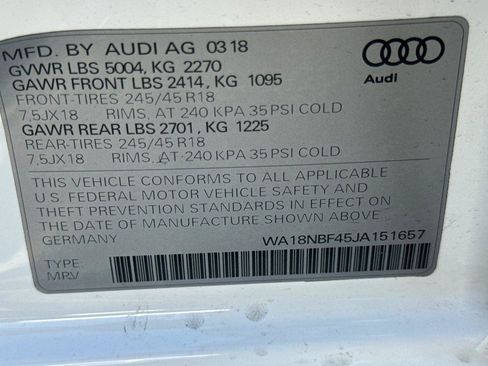 MFD. BY AUDI AG 03 18
GVWR LBS 5004, KG 2270
GAWR FRONT LBS 2414, KG 1095
FRONT-TIRES 245/45 R18
7,5JX18 RIMS, AT 240 KPA 35 PSI COLD
GAWR REAR LBS 2701, KG 1225
REAR-TIRES 245/45 R18
7,5JX18 RIMS, AT 240 KPA 35 PSI COLD
Audi
THIS VEHICLE CONFORMS TO ALL APPLICABLE
U.S. FEDERAL MOTOR VEHICLE SAFETY AND
THEFT PREVENTION STANDARDS IN EFFECT ON
THE DATE OF MANUFACTURE SHOWN ABOVE
GERMANY WA18NBF45JA151657
TYPE:
MPV